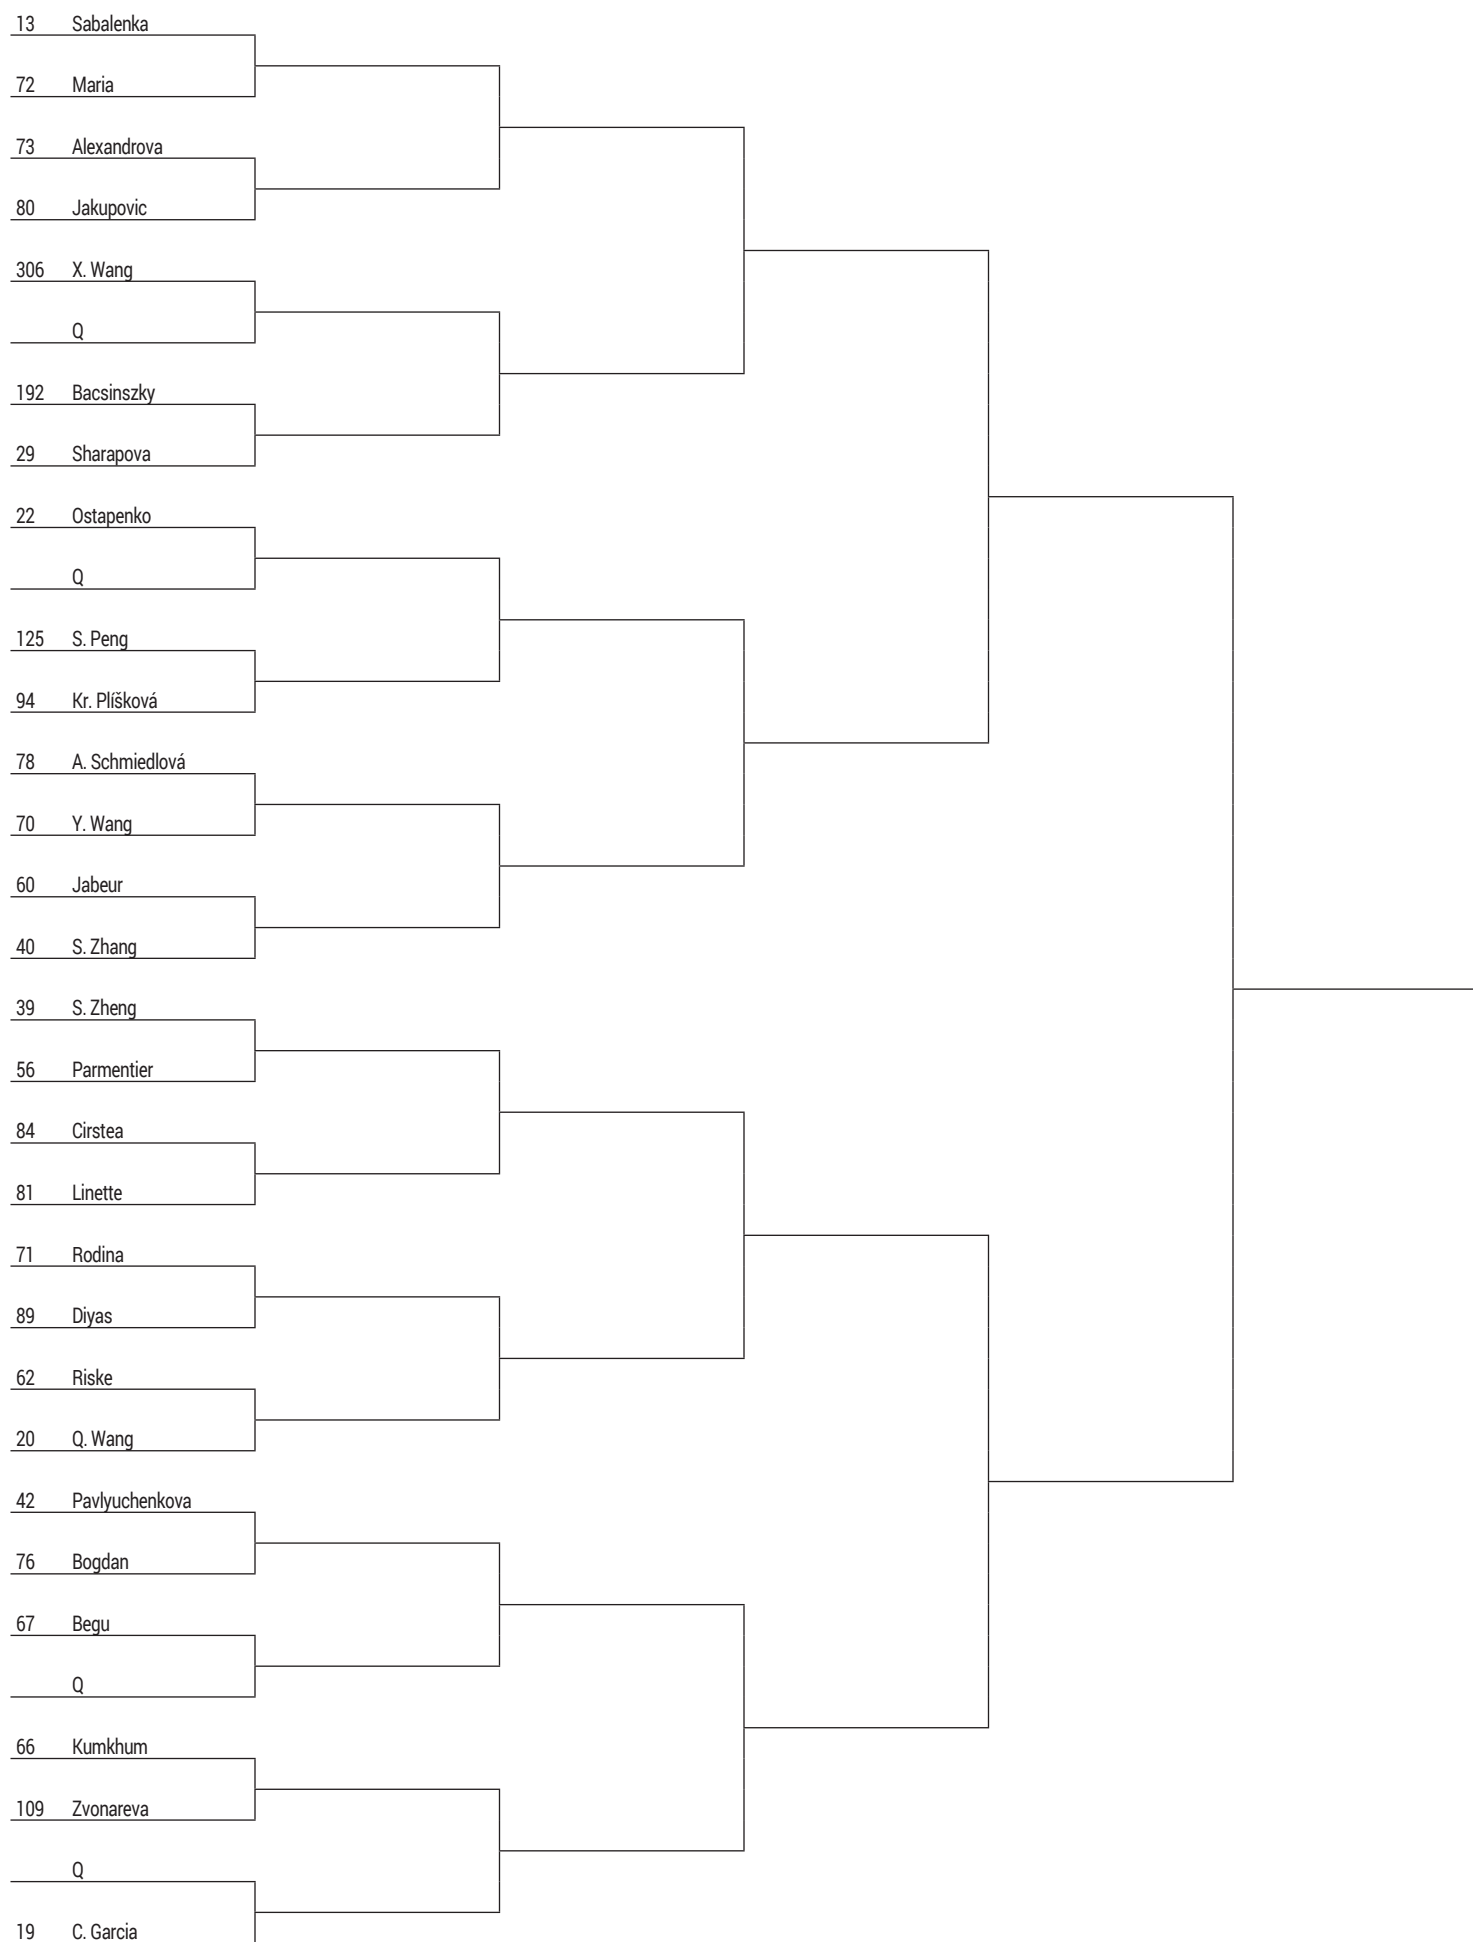 13 Sabalenka
72 Maria
73 Alexandrova
80 Jakupovic
306 X. Wang
Q
192 Bacsinszky
29 Sharapova
22 Ostapenko
Q
125 S. Peng
94 Kr. Plíšková
78 A. Schmiedlová
70 Y. Wang
60 Jabeur
40 S. Zhang
39 S. Zheng
56 Parmentier
84 Cirstea
81 Linette
71 Rodina
89 Diyas
62 Riske
20 Q. Wang
42 Pavlyuchenkova
76 Bogdan
67 Begu
Q
66 Kumkhum
109 Zvonareva
Q
19 C. Garcia